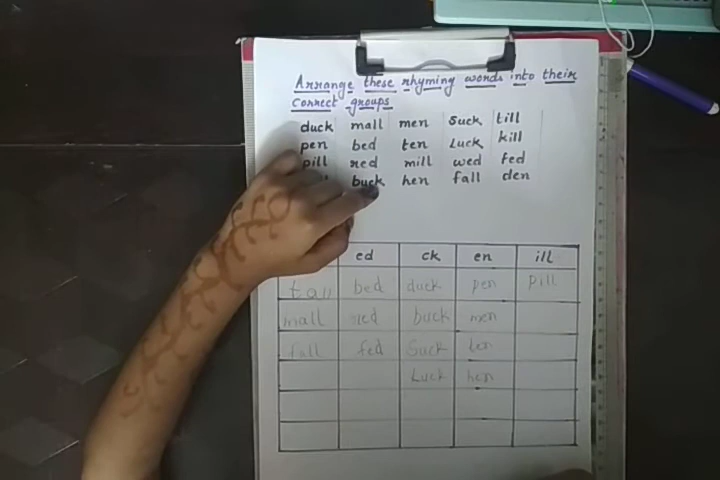 Arrange these rhyming words into their
correct groups
duck mall men Suck till
pen bed ten Luck kill
pill red mill wed fed
buck hen fall den
ed ck en ill
tall bed duck pen pill
mall red buck men
fall fed Suck ten
Luck hen